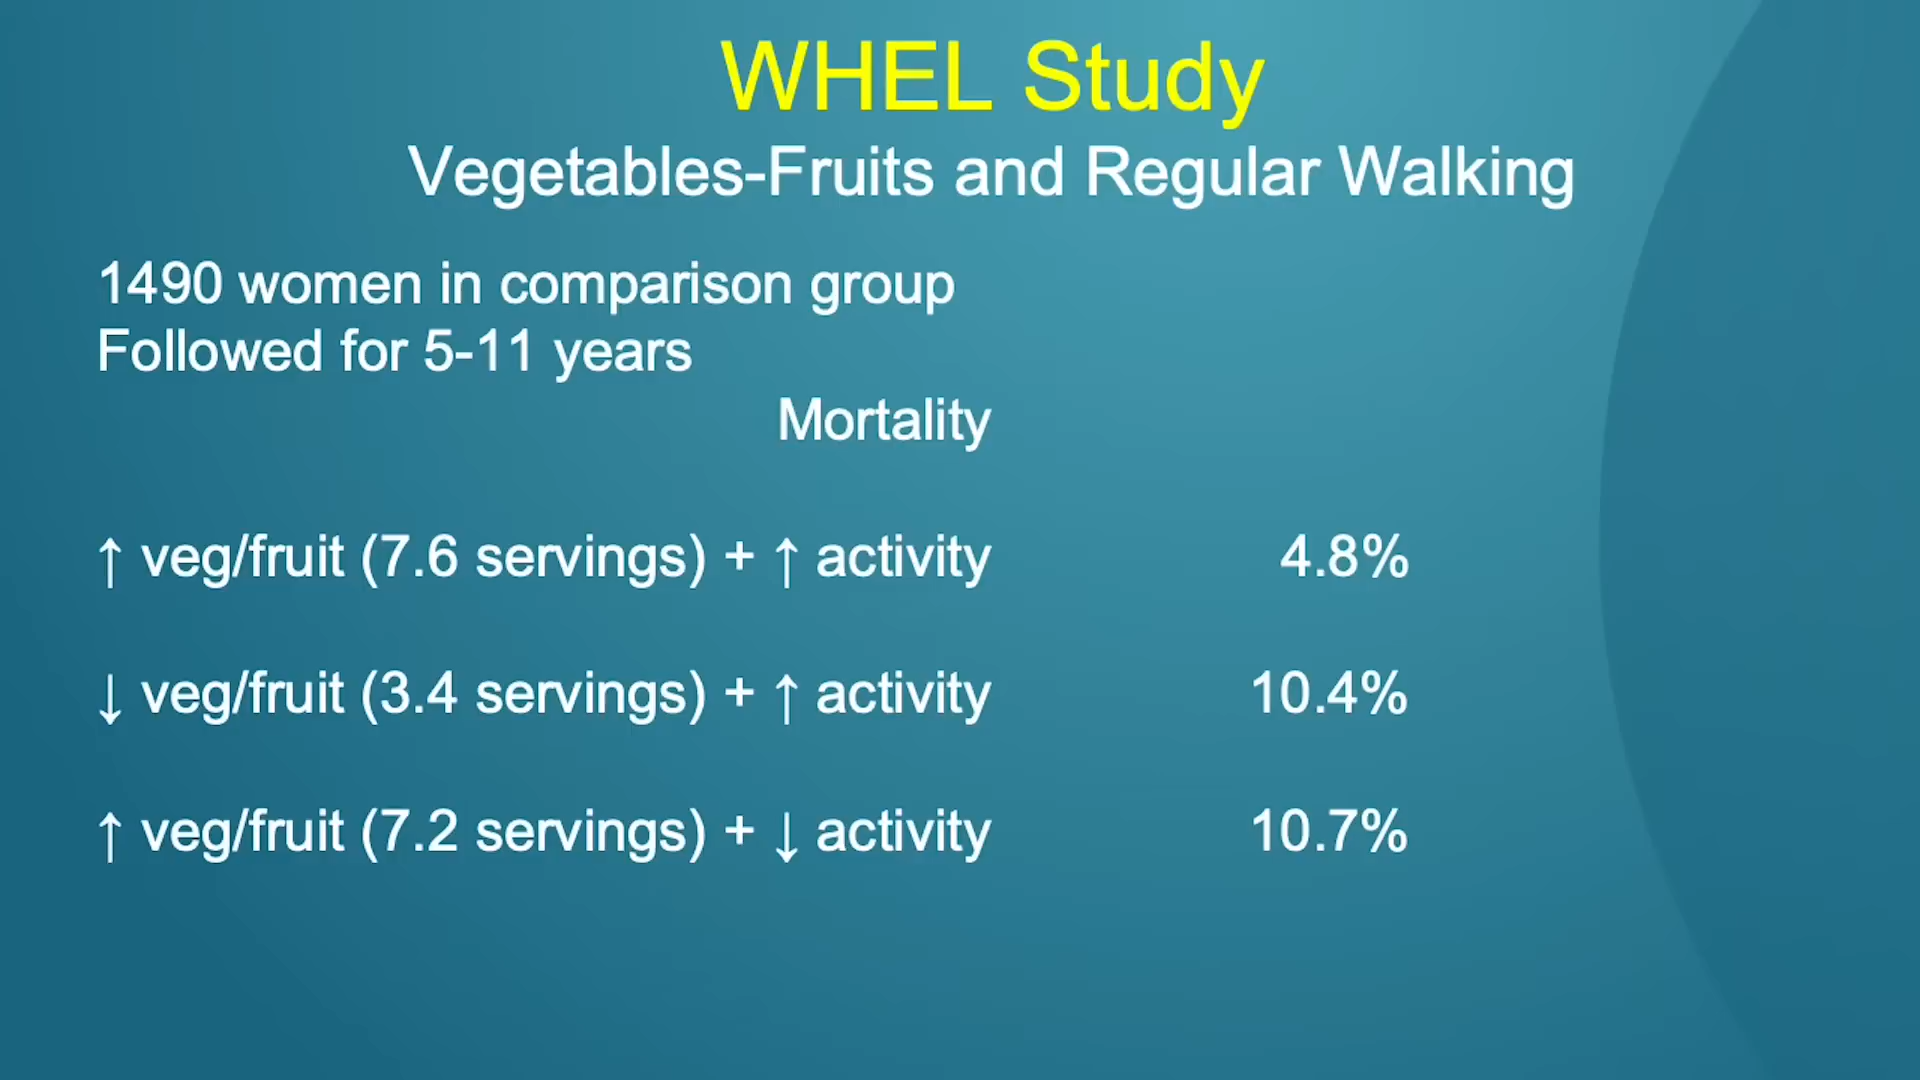 WHEL Study
Vegetables-Fruits and Regular Walking
1490 women in comparison group
Followed for 5-11 years
Mortality
↑ veg/fruit (7.6 servings) + ↑ activity 4.8%
↓ veg/fruit (3.4 servings) + ↑ activity 10.4%
↑ veg/fruit (7.2 servings) + ↓ activity 10.7%